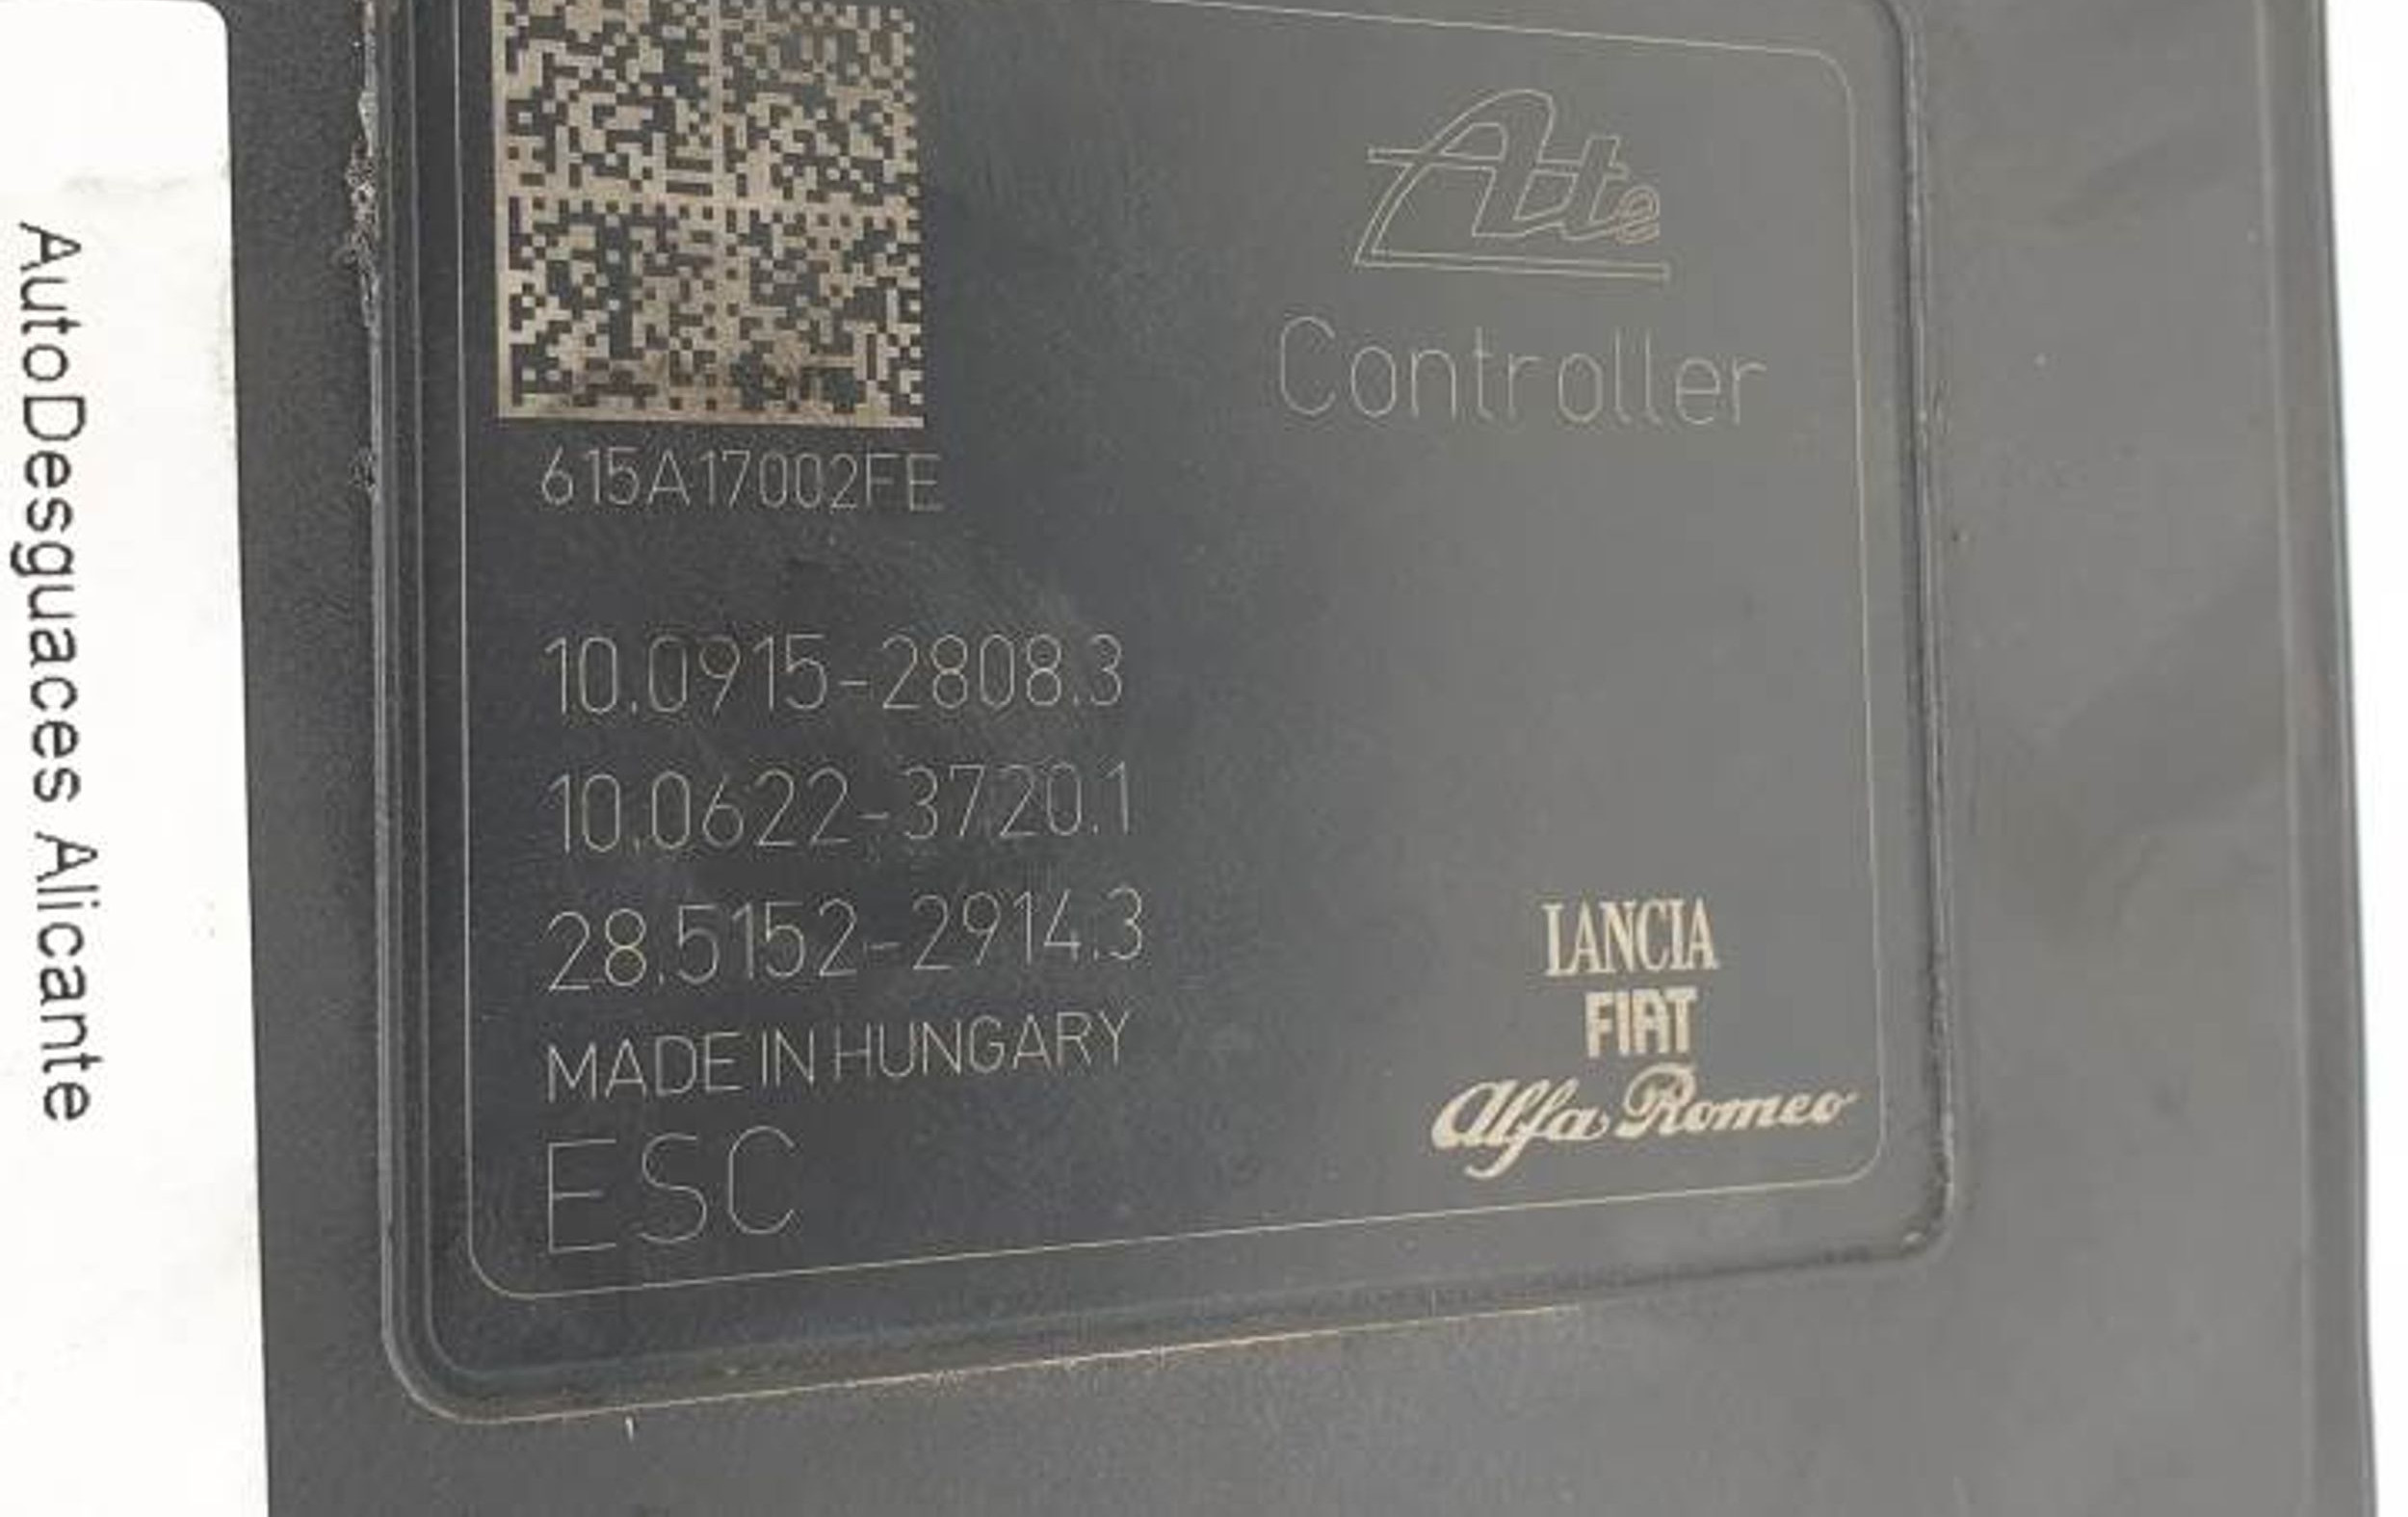 AutoDesguaces Alicante
Ate
Controller
615A17002FE
10.0915-2808.3
10.0622-3720.1
28.5152-2914.3
MADE IN HUNGARY
ESC
LANCIA
FIAT
Alfa Romeo